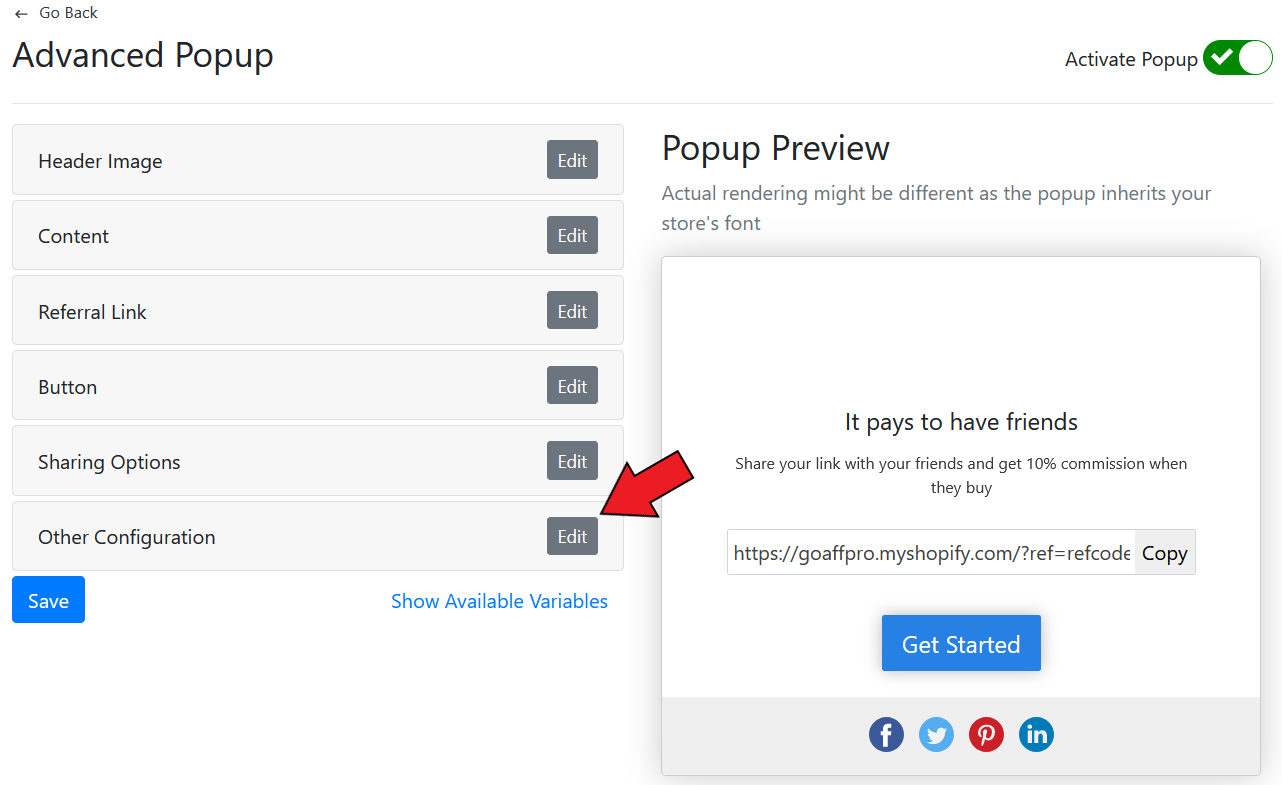 ← Go Back
Advanced Popup
Activate Popup
Header Image
Edit
Content
Edit
Referral Link
Edit
Button
Edit
Sharing Options
Edit
Other Configuration
Edit
Save
Show Available Variables
Popup Preview
Actual rendering might be different as the popup inherits your
store's font
It pays to have friends
Share your link with your friends and get 10% commission when
they buy
https://goaffpro.myshopify.com/?ref=refcode
Copy
Get Started